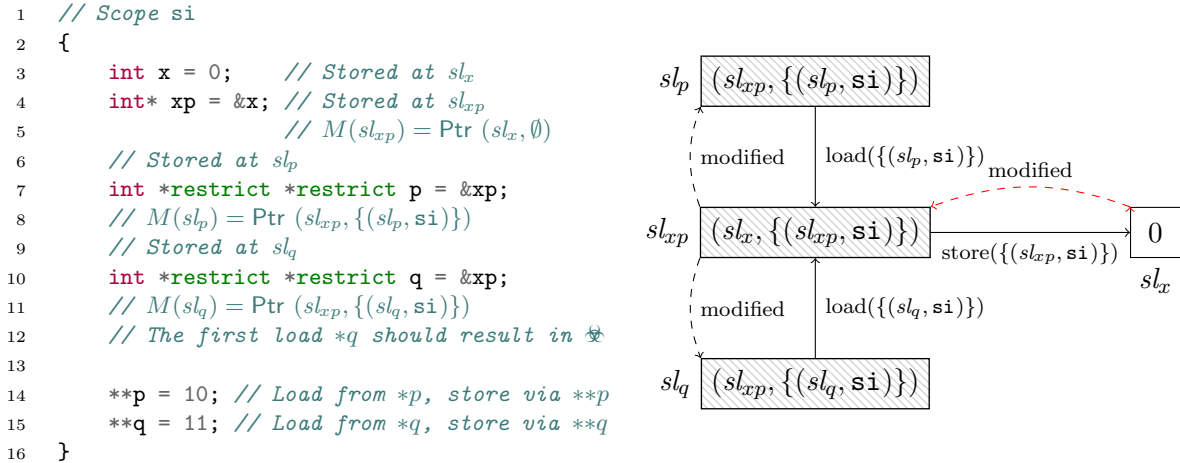 1 // Scope si
2 {
3 int x = 0; // Stored at sl_x
4 int* xp = &x; // Stored at sl_xp
5 // M(sl_xp) = Ptr (sl_x, ∅)
6 // Stored at sl_p
7 int *restrict *restrict p = &xp;
8 // M(sl_p) = Ptr (sl_xp, {(sl_p, si)})
9 // Stored at sl_q
10 int *restrict *restrict q = &xp;
11 // M(sl_q) = Ptr (sl_xp, {(sl_q, si)})
12 // The first load *q should result in ☣
13
14 **p = 10; // Load from *p, store via **p
15 **q = 11; // Load from *q, store via **q
16 }
sl_p (sl_xp, {(sl_p, si)})
modified load({(sl_p, si)})
modified
sl_xp (sl_x, {(sl_xp, si)}) 0
store({(sl_xp, si)})
sl_x
modified load({(sl_q, si)})
sl_q (sl_xp, {(sl_q, si)})